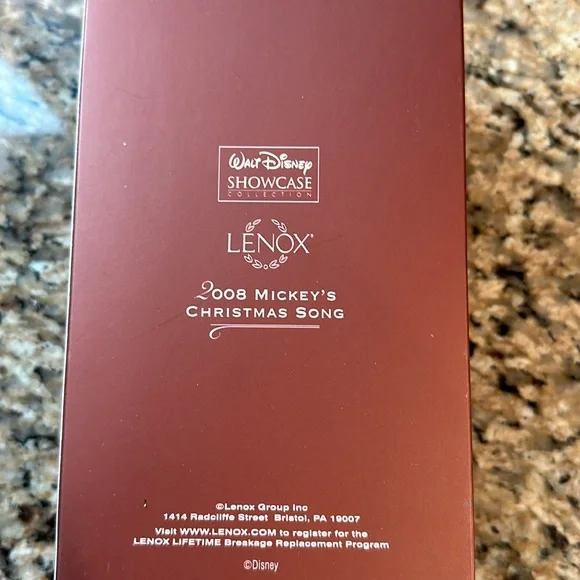 WALT DISNEY
SHOWCASE
COLLECTION
LENOX®
2008 MICKEY'S
CHRISTMAS SONG
©Lenox Group Inc
1414 Radcliffe Street Bristol, PA 19007
Visit WWW.LENOX.COM to register for the
LENOX LIFETIME Breakage Replacement Program
©Disney